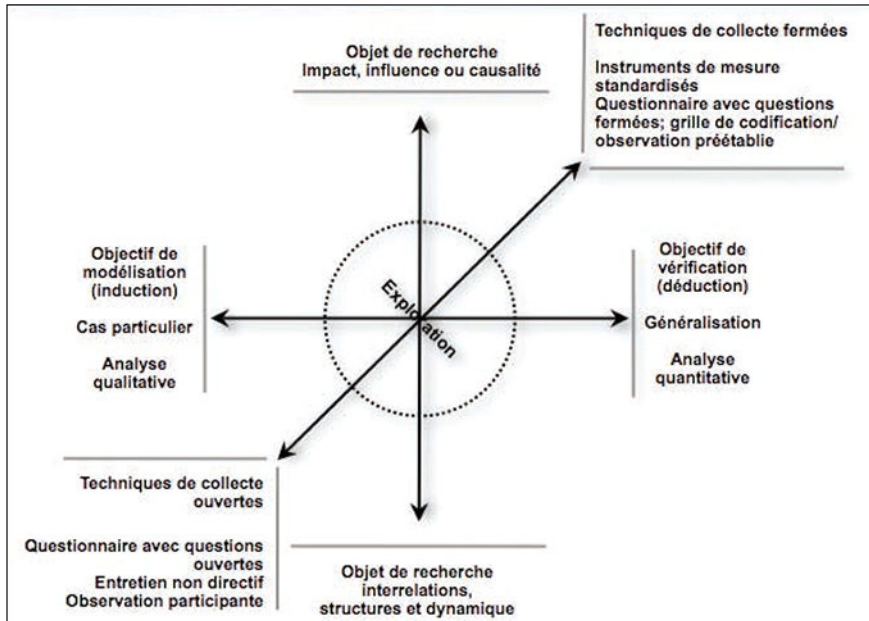 Objet de recherche
Impact, influence ou causalité
Techniques de collecte fermées
Instruments de mesure
standardisés
Questionnaire avec questions
fermées; grille de codification/
observation préétablie
Objectif de
modélisation
(induction)
Cas particulier
Analyse
qualitative
Exploration
Objectif de
vérification
(déduction)
Généralisation
Analyse
quantitative
Techniques de collecte
ouvertes
Questionnaire avec questions
ouvertes
Entretien non directif
Observation participante
Objet de recherche
interrelations,
structures et dynamique